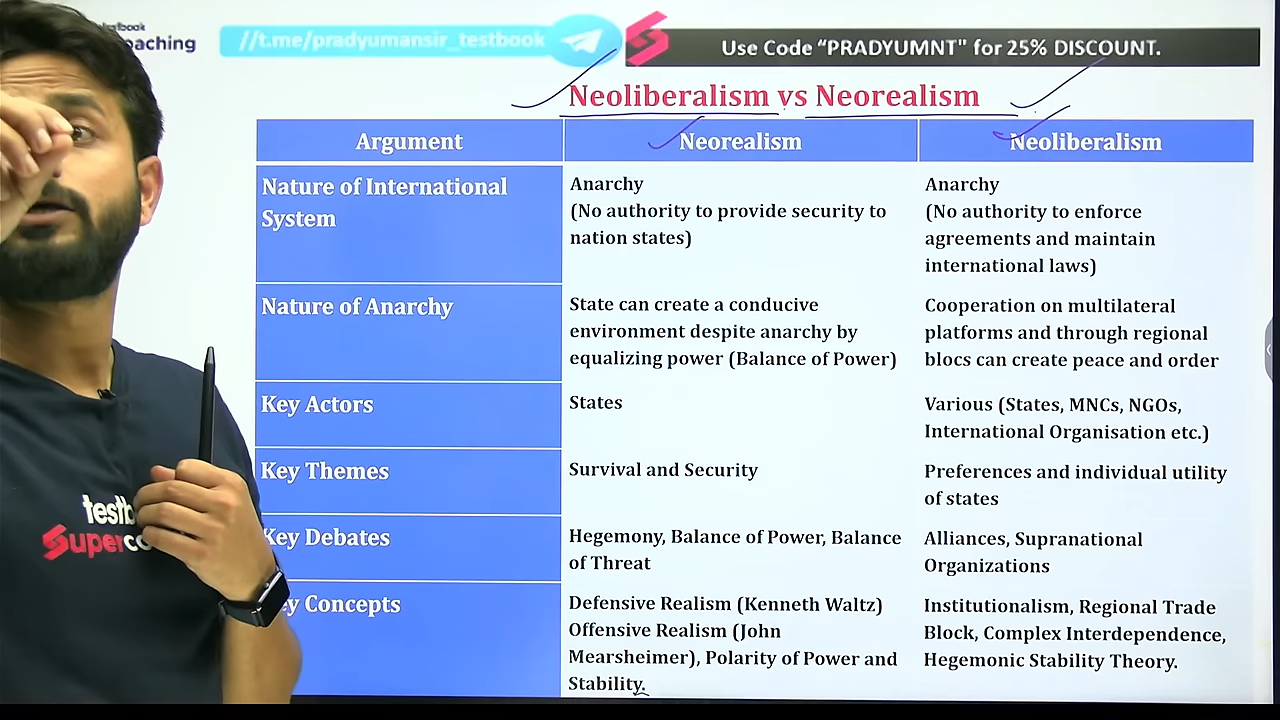 testbook
coaching
//t.me/pradyumansir_testbook
Use Code “PRADYUMNT" for 25% DISCOUNT.
Neoliberalism vs Neorealism
Argument
Neorealism
Neoliberalism
Nature of International
System
Anarchy
(No authority to provide security to
nation states)
Anarchy
(No authority to enforce
agreements and maintain
international laws)
Nature of Anarchy
State can create a conducive
environment despite anarchy by
equalizing power (Balance of Power)
Cooperation on multilateral
platforms and through regional
blocs can create peace and order
Key Actors
States
Various (States, MNCs, NGOs,
International Organisation etc.)
Key Themes
Survival and Security
Preferences and individual utility
of states
Key Debates
Hegemony, Balance of Power, Balance
of Threat
Alliances, Supranational
Organizations
Key Concepts
Defensive Realism (Kenneth Waltz)
Offensive Realism (John
Mearsheimer), Polarity of Power and
Stability.
Institutionalism, Regional Trade
Block, Complex Interdependence,
Hegemonic Stability Theory.
testb
Superco